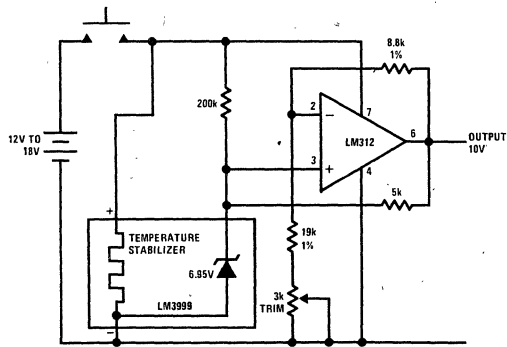 8.8k
1%
200k
2
7
LM312
6
12V TO
18V
OUTPUT
10V
3
4
5k
+
TEMPERATURE
STABILIZER
19k
1%
6.95V
3k
TRIM
LM3999
−